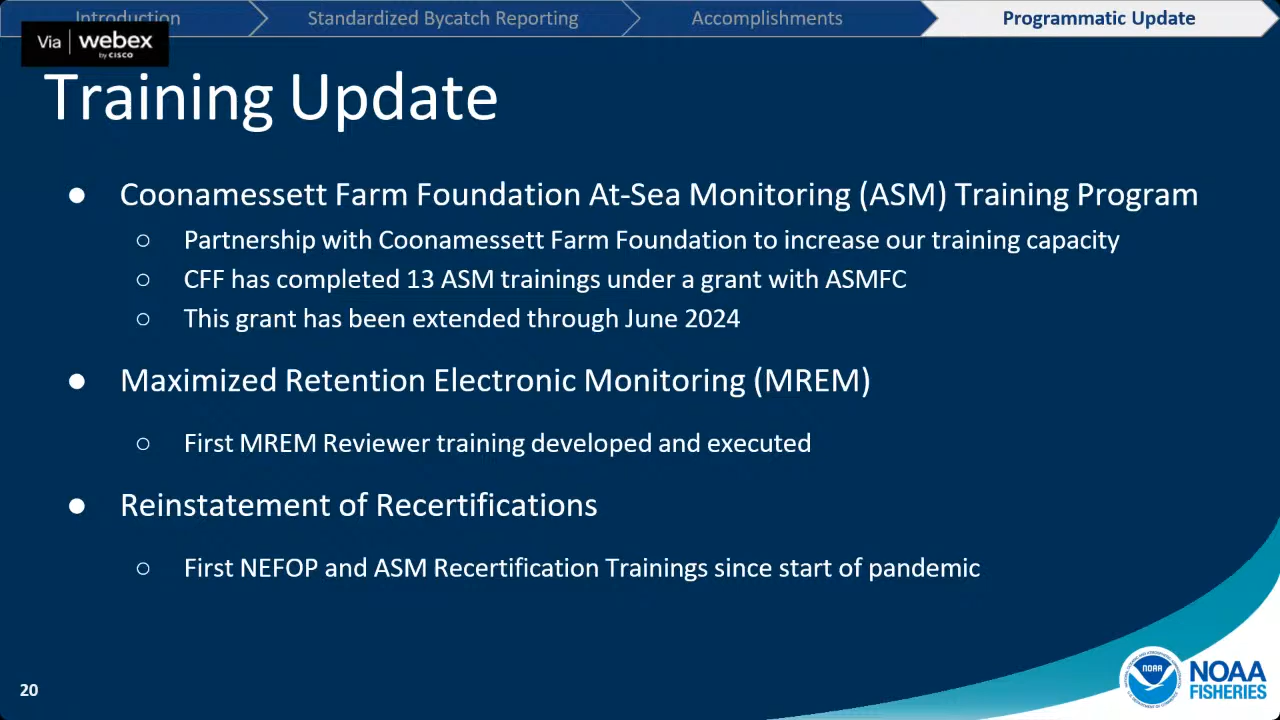 Introduction
Standardized Bycatch Reporting
Accomplishments
Programmatic Update
Via webex
by CISCO
Training Update
● Coonamessett Farm Foundation At-Sea Monitoring (ASM) Training Program
○ Partnership with Coonamessett Farm Foundation to increase our training capacity
○ CFF has completed 13 ASM trainings under a grant with ASMFC
○ This grant has been extended through June 2024
● Maximized Retention Electronic Monitoring (MREM)
○ First MREM Reviewer training developed and executed
● Reinstatement of Recertifications
○ First NEFOP and ASM Recertification Trainings since start of pandemic
20
NOAA
NOAA
FISHERIES